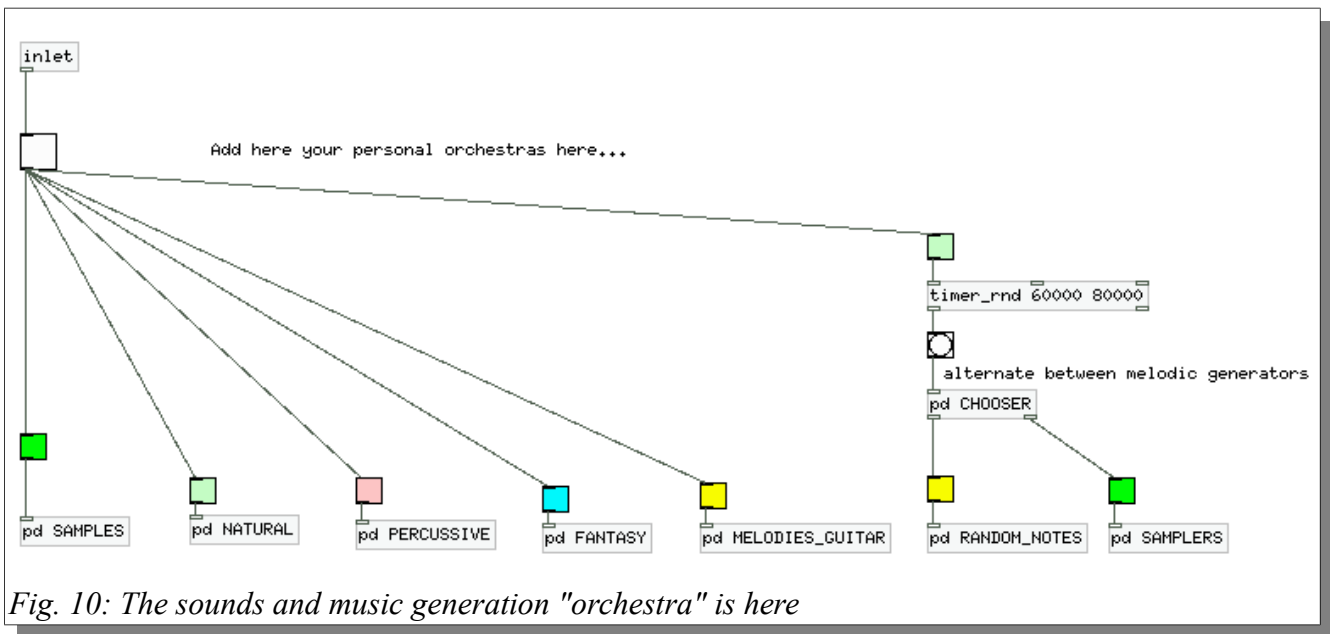 inlet
Add here your personal orchestras here...
timer_rnd 60000 80000
alternate between melodic generators
pd CHOOSER
pd SAMPLES
pd NATURAL
pd PERCUSSIVE
pd FANTASY
pd MELODIES_GUITAR
pd RANDOM_NOTES
pd SAMPLERS
Fig. 10: The sounds and music generation "orchestra" is here